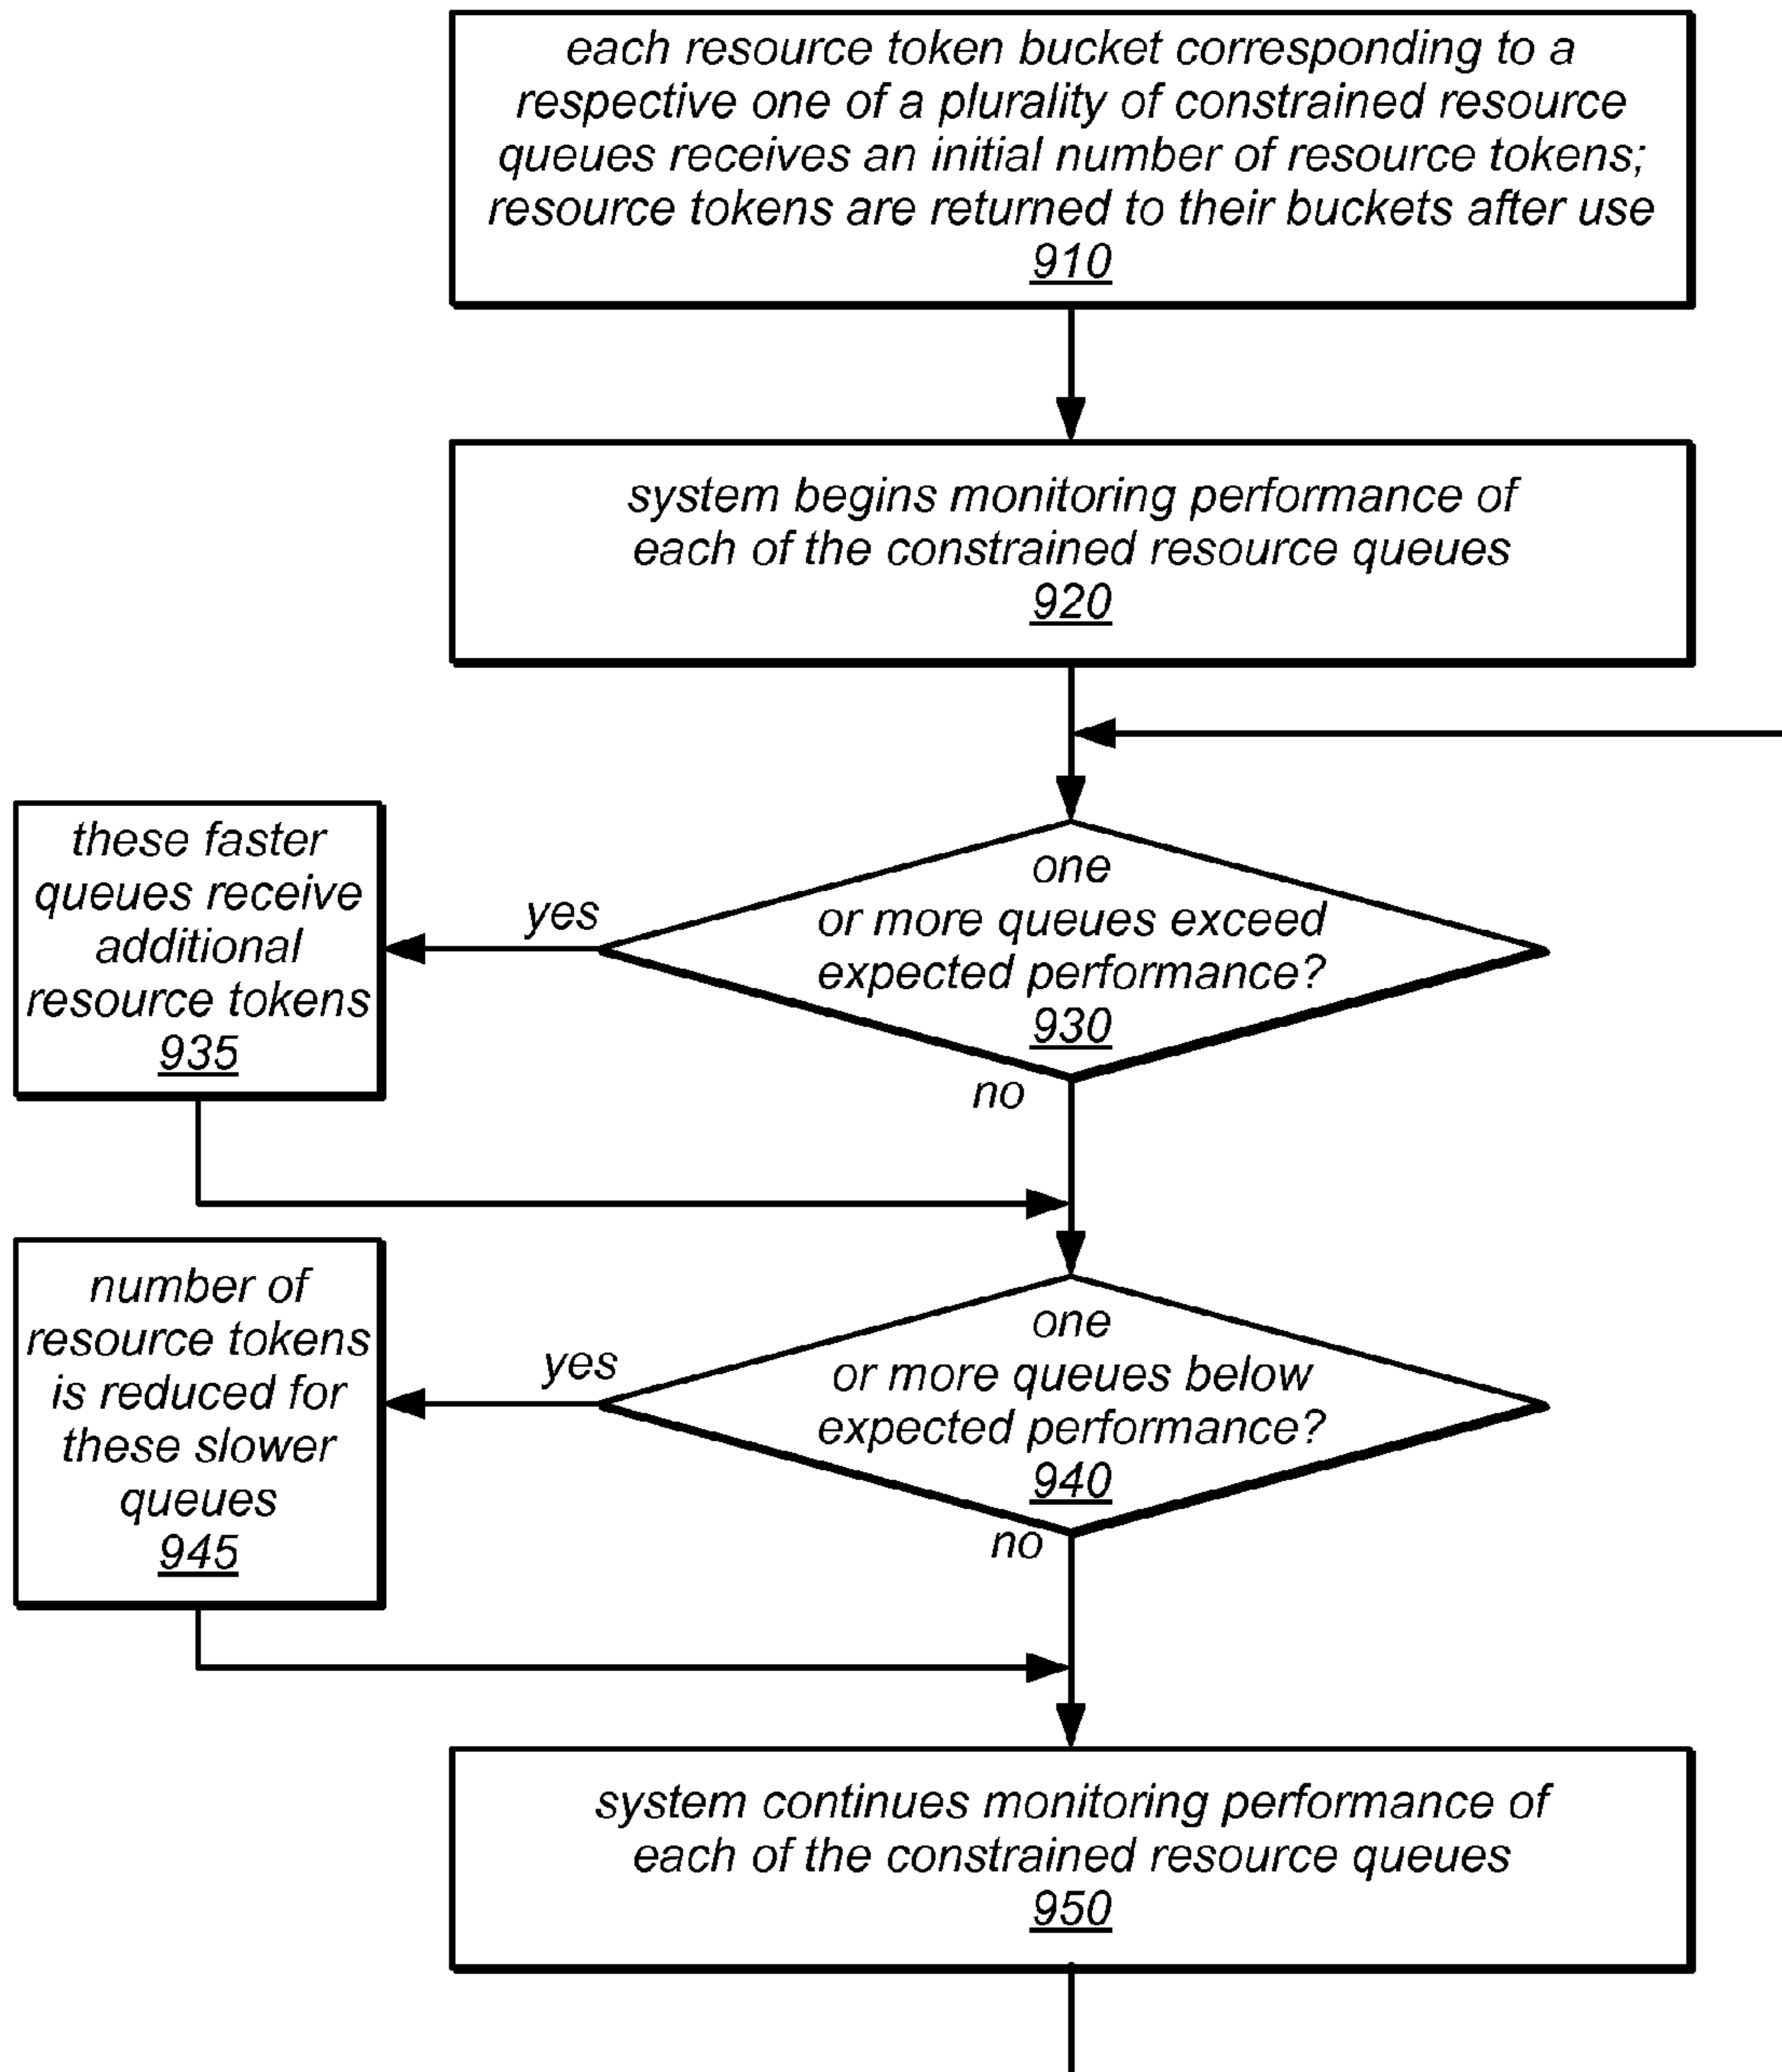 each resource token bucket corresponding to a
respective one of a plurality of constrained resource
queues receives an initial number of resource tokens;
resource tokens are returned to their buckets after use
910
system begins monitoring performance of
each of the constrained resource queues
920
one
or more queues exceed
expected performance?
930
yes
these faster
queues receive
additional
resource tokens
935
no
one
or more queues below
expected performance?
940
yes
number of
resource tokens
is reduced for
these slower
queues
945
no
system continues monitoring performance of
each of the constrained resource queues
950